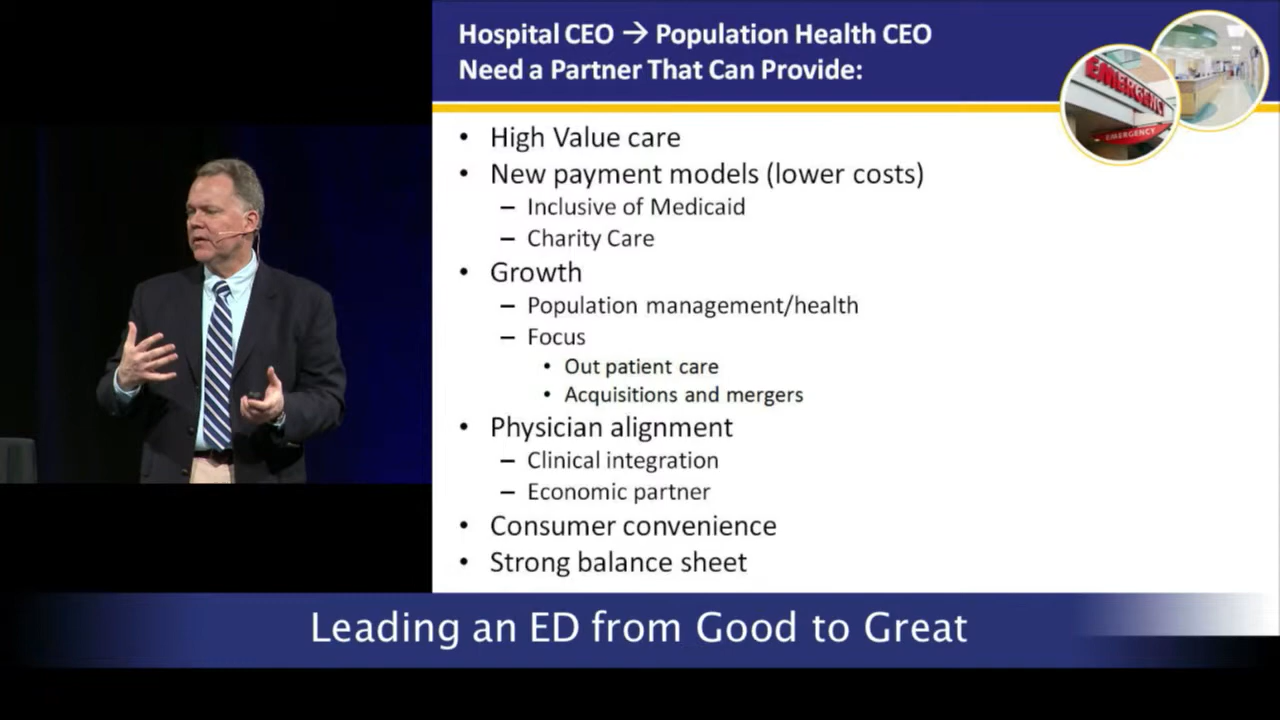 Hospital CEO → Population Health CEO
Need a Partner That Can Provide:
EMERGENCY
EMERGENCY
• High Value care
• New payment models (lower costs)
– Inclusive of Medicaid
– Charity Care
• Growth
– Population management/health
– Focus
• Out patient care
• Acquisitions and mergers
• Physician alignment
– Clinical integration
– Economic partner
• Consumer convenience
• Strong balance sheet
Leading an ED from Good to Great